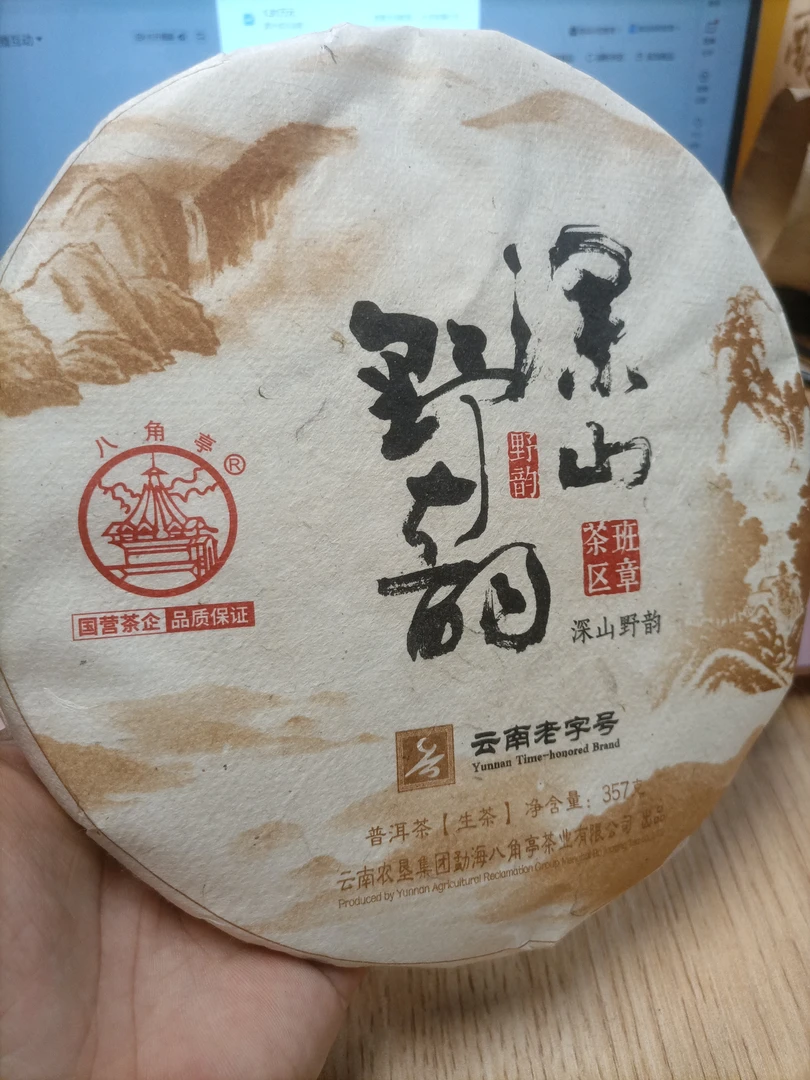 深山
野韵
野韵
班章
茶区
深山野韵
八角亭®
国营茶企 品质保证
云南老字号
Yunnan Time-honored Brand
普洱茶【生茶】净含量：357克
云南农垦集团勐海八角亭茶业有限公司 出品
Produced by Yunnan Agricultural Reclamation Group